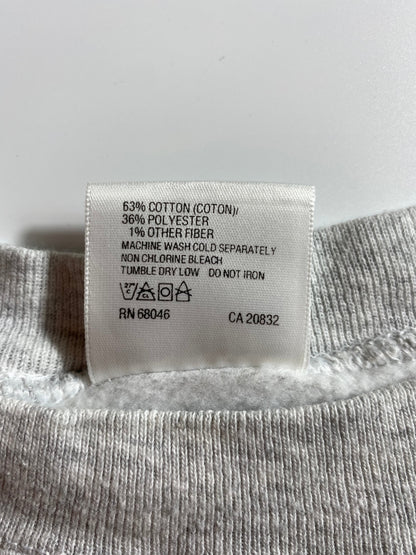 63% COTTON (COTON)/
36% POLYESTER
1% OTHER FIBER
MACHINE WASH COLD SEPARATELY
NON CHLORINE BLEACH
TUMBLE DRY LOW DO NOT IRON
RN 68046 CA 20832